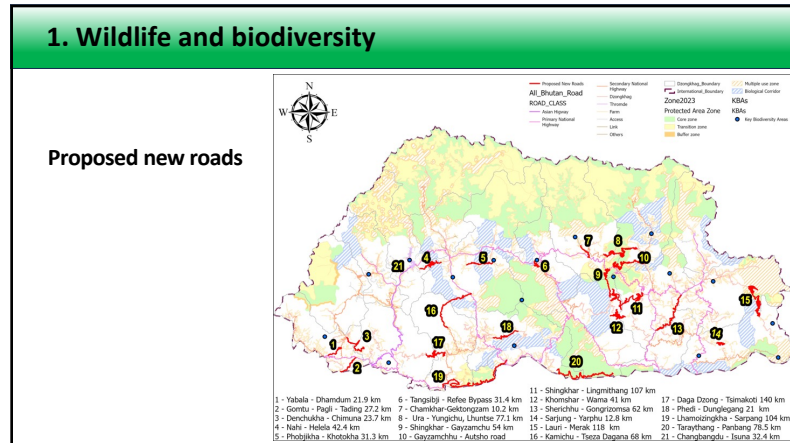 1. Wildlife and biodiversity
Proposed new roads
N
W
E
S
Proposed New Roads
All_Bhutan_Road
ROAD_CLASS
Asian Higway
Primary National
Highway
Secondary National
Highway
Dzongkhag
Thromde
Farm
Access
Link
Others
Dzongkhag_Boundary
International_Boundary
Zone2023
Protected Area Zone
Core zone
Transition zone
Buffer zone
Multiple use zone
Biological Corridor
KBAs
KBAs
Key Biodiversity Areas
7
8
21
4
5
6
10
9
15
16
11
12
13
14
3
1
2
17
18
19
20
1 - Yabala - Dhamdum 21.9 km
2 - Gomtu - Pagli - Tading 27.2 km
3 - Denchukha - Chimuna 23.7 km
4 - Nahi - Helela 42.4 km
5 - Phobjikha - Khotokha 31.3 km
6 - Tangsibji - Refee Bypass 31.4 km
7 - Chamkhar-Gektongzam 10.2 km
8 - Ura - Yungichu, Lhuntse 77.1 km
9 - Shingkhar - Gayzamchu 54 km
10 - Gayzamchhu - Autsho road
11 - Shingkhar - Lingmithang 107 km
12 - Khomshar - Wama 41 km
13 - Sherichhu - Gongrizomsa 62 km
14 - Sarjung - Yarphu 12.8 km
15 - Lauri - Merak 118 km
16 - Kamichu - Tseza Dagana 68 km
17 - Daga Dzong - Tsimakoti 140 km
18 - Phedi - Dunglegang 21 km
19 - Lhamoizingkha - Sarpang 104 km
20 - Taraythang - Panbang 78.5 km
21 - Changbangdu - Isuna 32.4 km